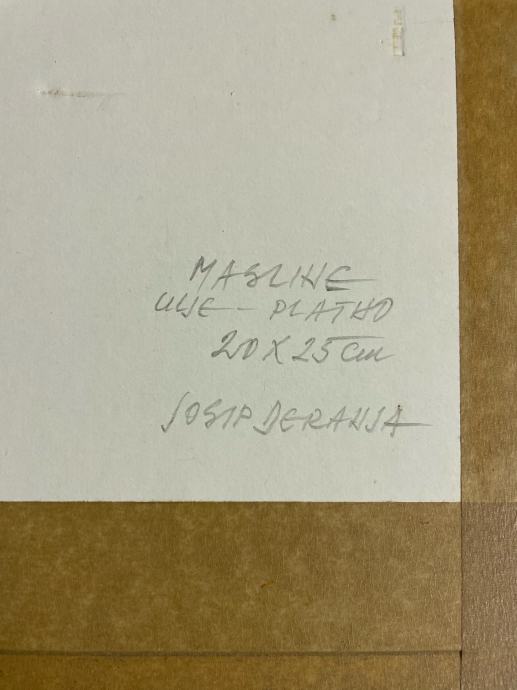 MASLINE
ULJE - PLATNO
20 X 25 cm
JOSIP DERANJA